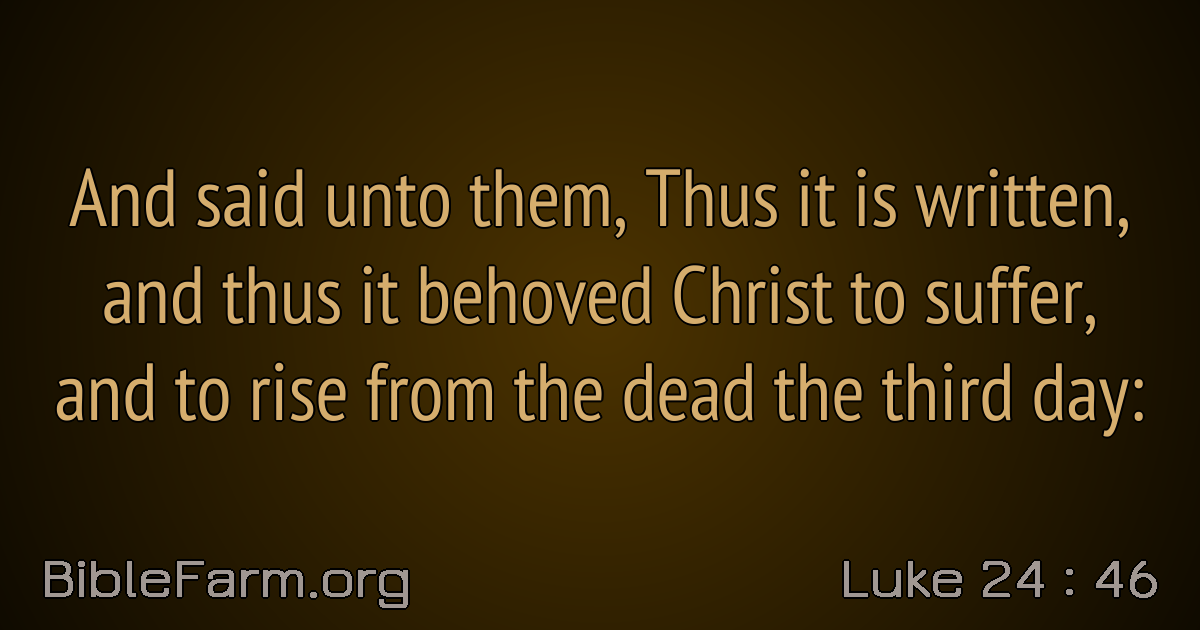 And said unto them, Thus it is written,
and thus it behoved Christ to suffer,
and to rise from the dead the third day:
BibleFarm.org
Luke 24 : 46